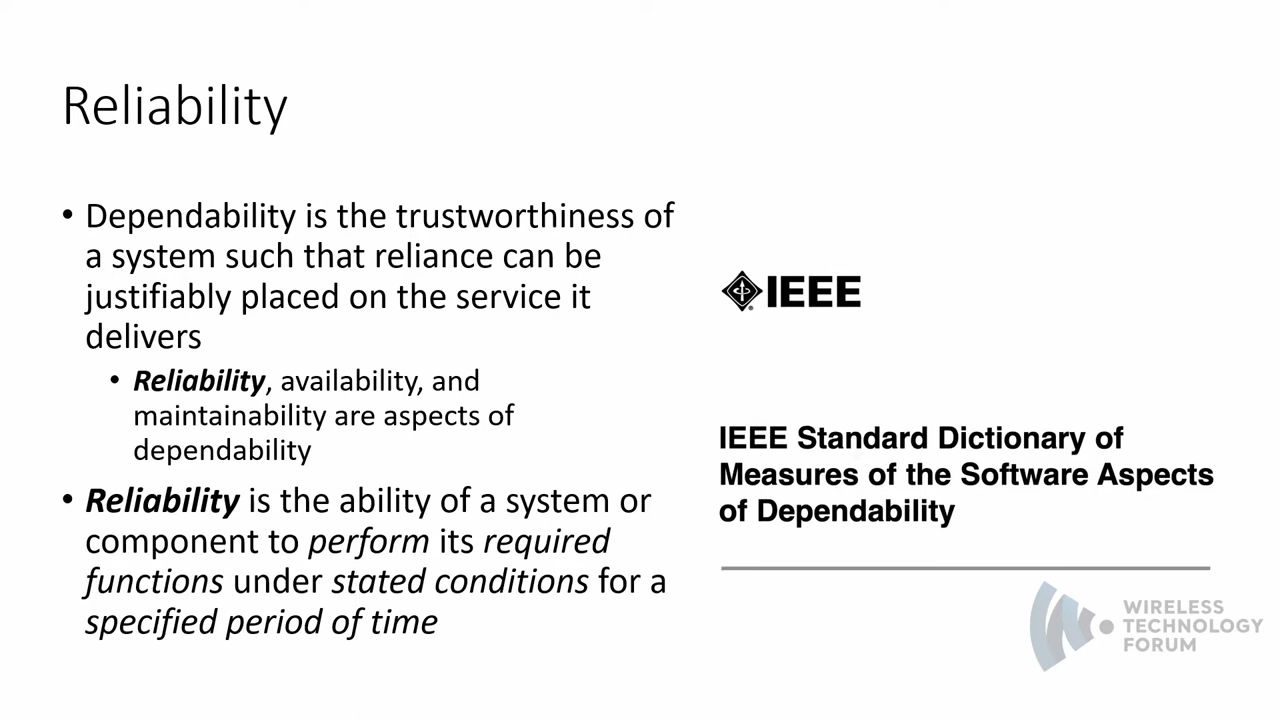 Reliability
• Dependability is the trustworthiness of
a system such that reliance can be
justifiably placed on the service it
delivers
• Reliability, availability, and
maintainability are aspects of
dependability
• Reliability is the ability of a system or
component to perform its required
functions under stated conditions for a
specified period of time
IEEE
IEEE Standard Dictionary of
Measures of the Software Aspects
of Dependability
WIRELESS
TECHNOLOGY
FORUM